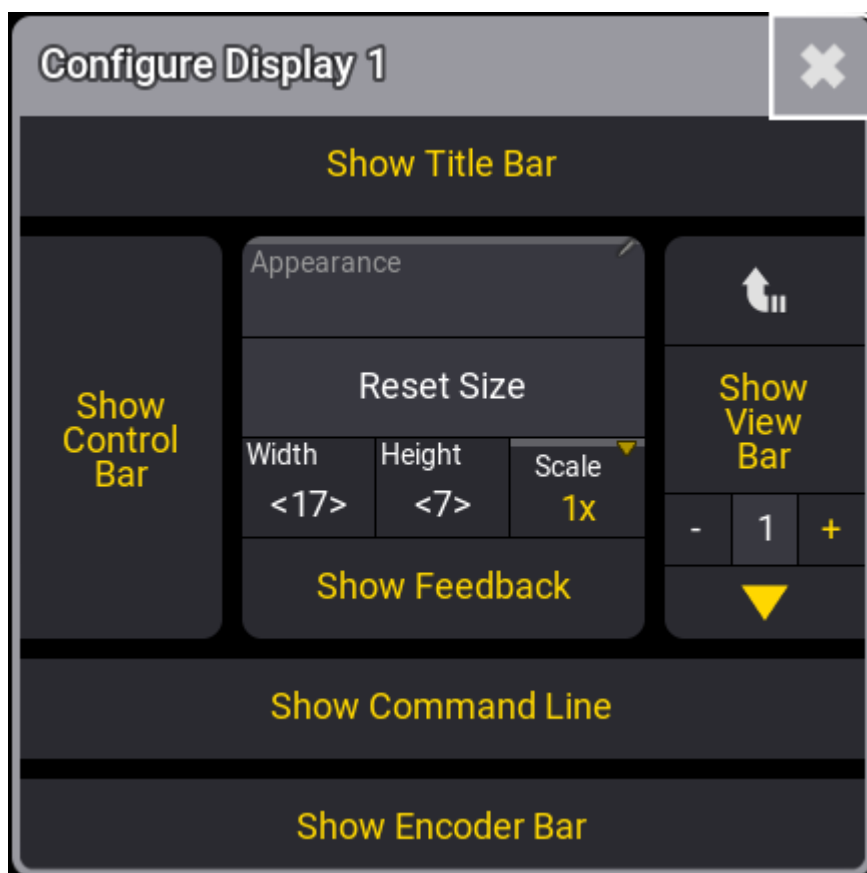 Configure Display 1
Show Title Bar
Show
Control
Bar
Appearance
Reset Size
Width Height Scale
<17> <7> 1x
Show Feedback
Show
View
Bar
- 1 +
Show Command Line
Show Encoder Bar